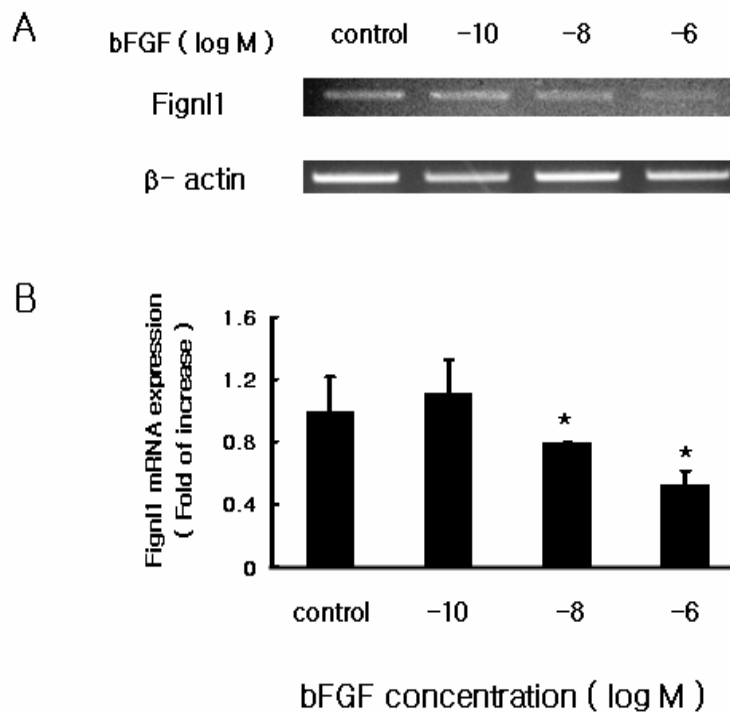 A
bFGF ( log M ) control -10 -8 -6
Fignl1
β- actin
B
Fignl1 mRNA expression
( Fold of increase )
1.6
1.2
0.8
0.4
0
* *
control -10 -8 -6
bFGF concentration ( log M )